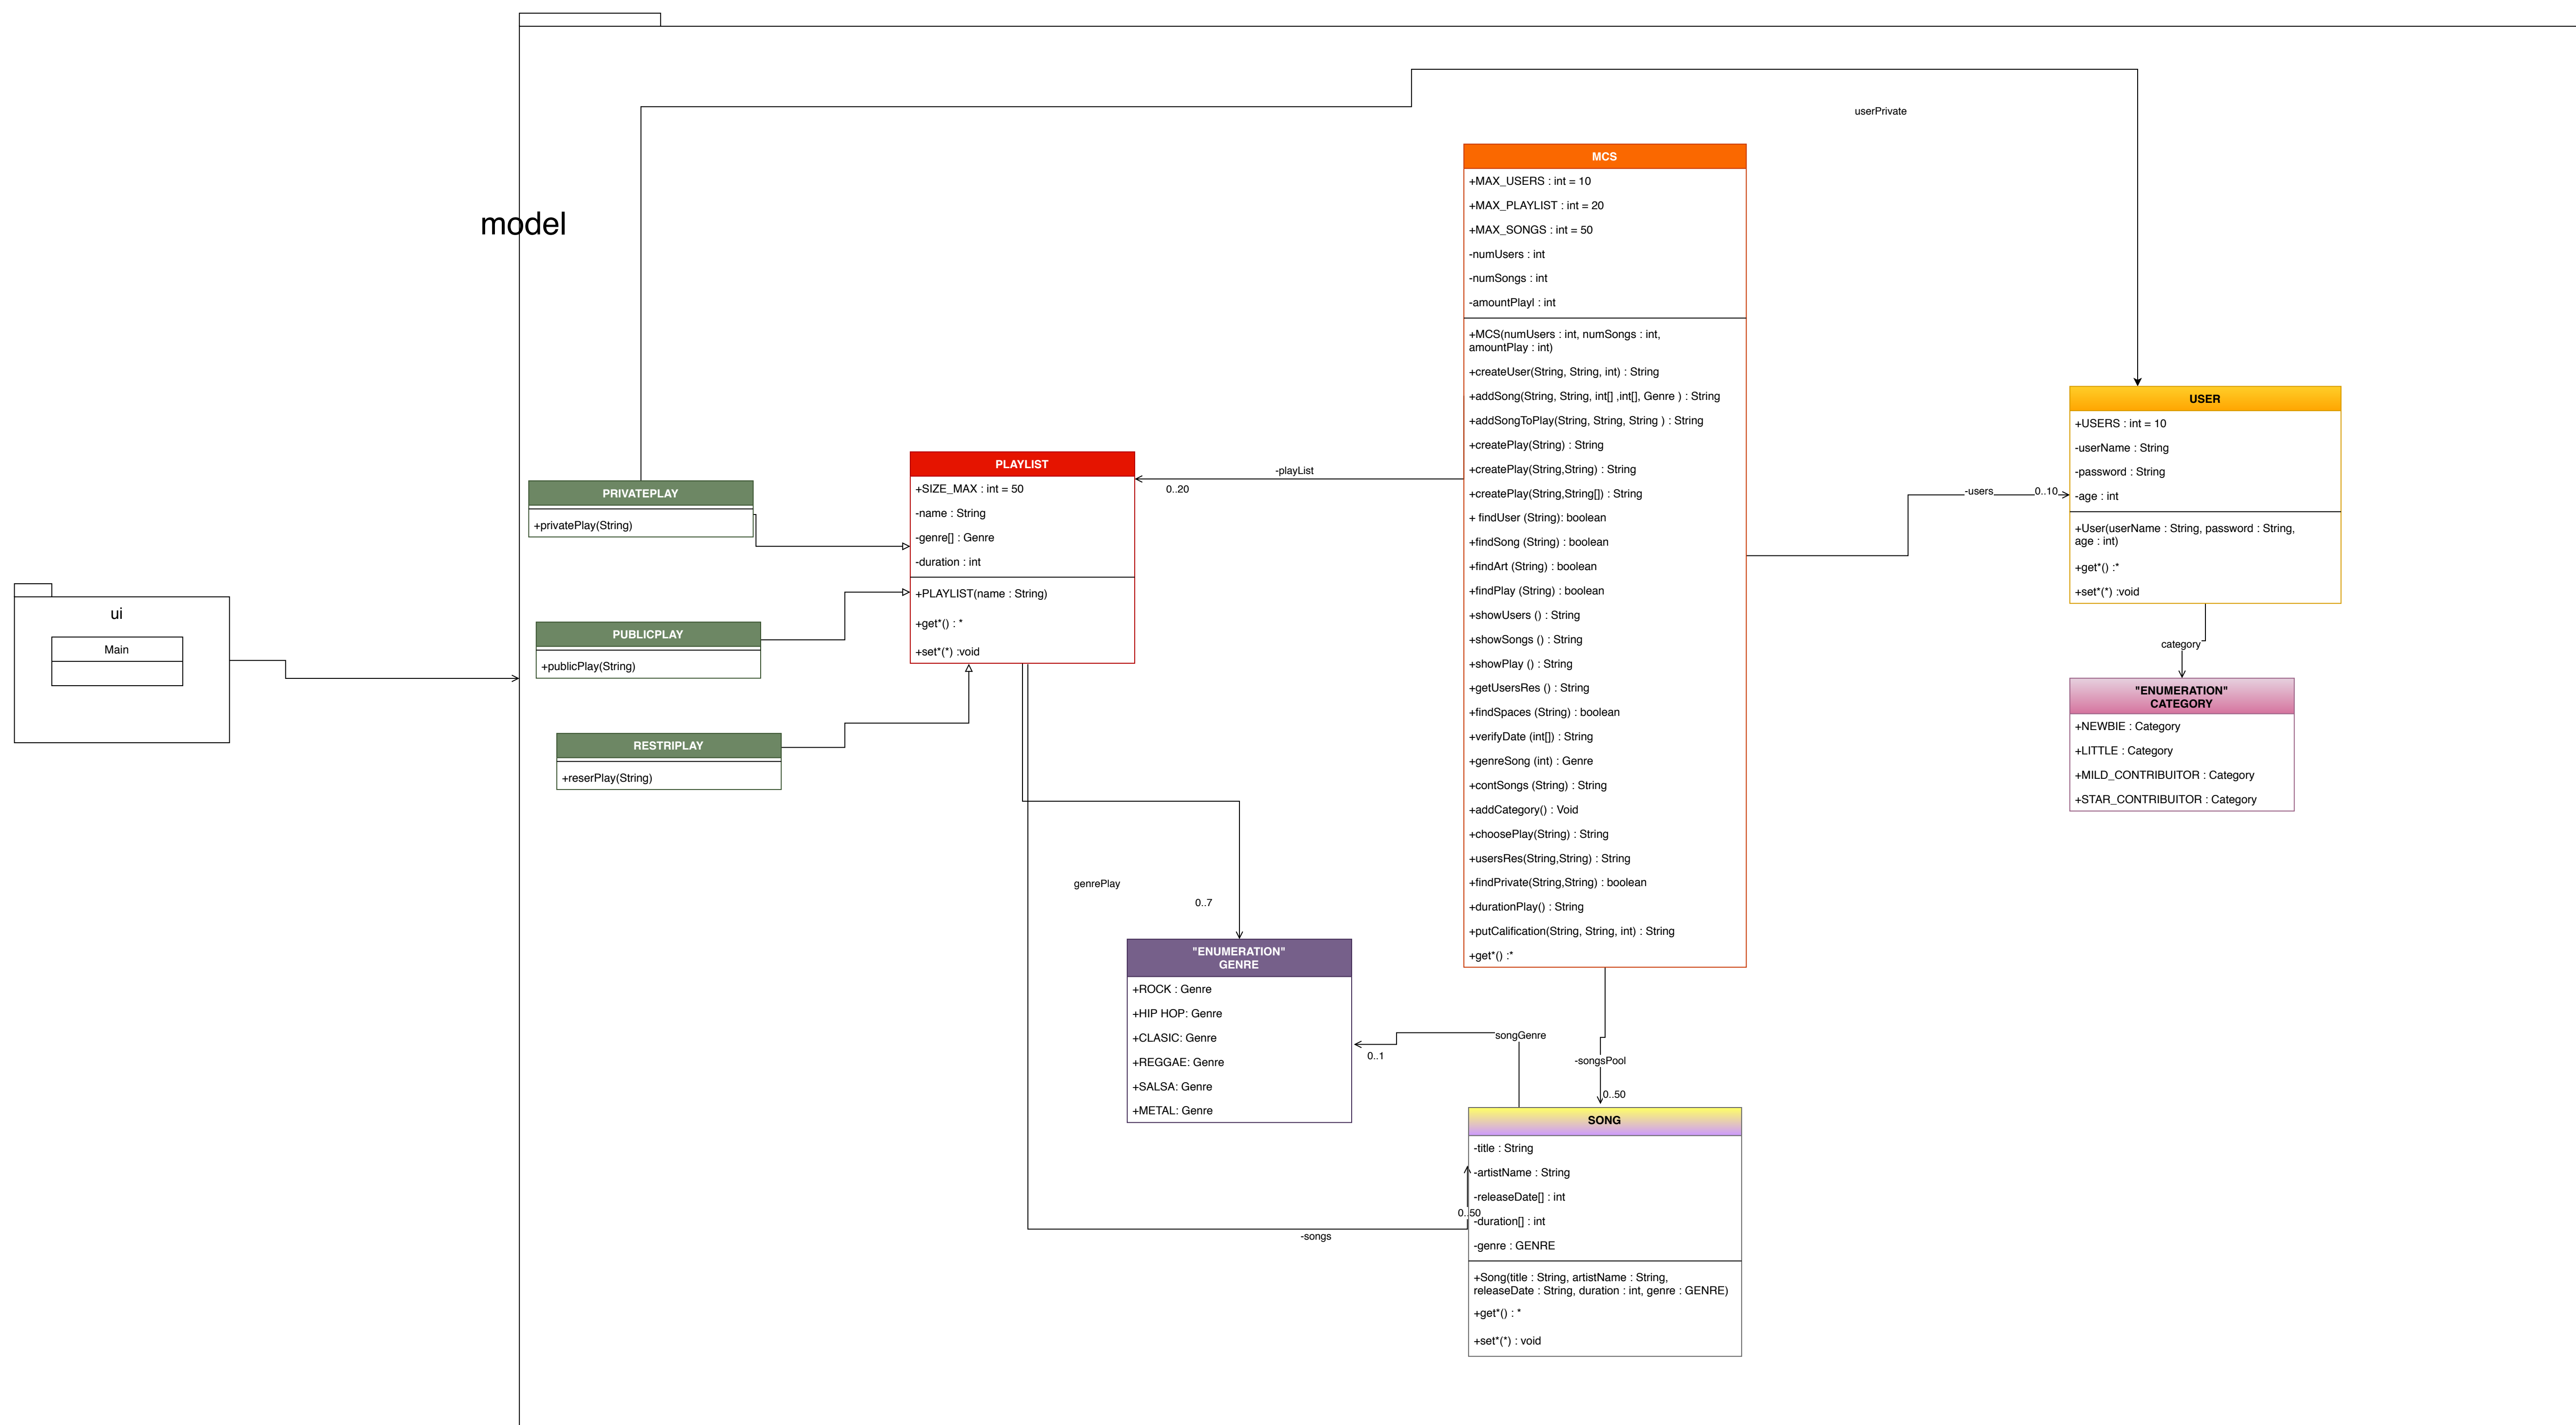 model
userPrivate
ui
Main
PRIVATEPLAY
+privatePlay(String)
PUBLICPLAY
+publicPlay(String)
RESTRIPLAY
+reserPlay(String)
PLAYLIST
+SIZE_MAX : int = 50
-name : String
-genre[] : Genre
-duration : int
+PLAYLIST(name : String)
+get*() : *
+set*(*) :void
-playList
0..20
MCS
+MAX_USERS : int = 10
+MAX_PLAYLIST : int = 20
+MAX_SONGS : int = 50
-numUsers : int
-numSongs : int
-amountPlayl : int
+MCS(numUsers : int, numSongs : int,
amountPlay : int)
+createUser(String, String, int) : String
+addSong(String, String, int[] ,int[], Genre ) : String
+addSongToPlay(String, String, String ) : String
+createPlay(String) : String
+createPlay(String,String) : String
+createPlay(String,String[]) : String
+ findUser (String): boolean
+findSong (String) : boolean
+findArt (String) : boolean
+findPlay (String) : boolean
+showUsers () : String
+showSongs () : String
+showPlay () : String
+getUsersRes () : String
+findSpaces (String) : boolean
+verifyDate (int[]) : String
+genreSong (int) : Genre
+contSongs (String) : String
+addCategory() : Void
+choosePlay(String) : String
+usersRes(String,String) : String
+findPrivate(String,String) : boolean
+durationPlay() : String
+putCalification(String, String, int) : String
+get*() :*
-users
0..10
USER
+USERS : int = 10
-userName : String
-password : String
-age : int
+User(userName : String, password : String,
age : int)
+get*() :*
+set*(*) :void
category
"ENUMERATION"
CATEGORY
+NEWBIE : Category
+LITTLE : Category
+MILD_CONTRIBUITOR : Category
+STAR_CONTRIBUITOR : Category
genrePlay
0..7
"ENUMERATION"
GENRE
+ROCK : Genre
+HIP HOP: Genre
+CLASIC: Genre
+REGGAE: Genre
+SALSA: Genre
+METAL: Genre
songGenre
0..1
-songsPool
0..50
SONG
-title : String
-artistName : String
-releaseDate[] : int
-duration[] : int
-genre : GENRE
+Song(title : String, artistName : String,
releaseDate : String, duration : int, genre : GENRE)
+get*() : *
+set*(*) : void
0..50
-songs